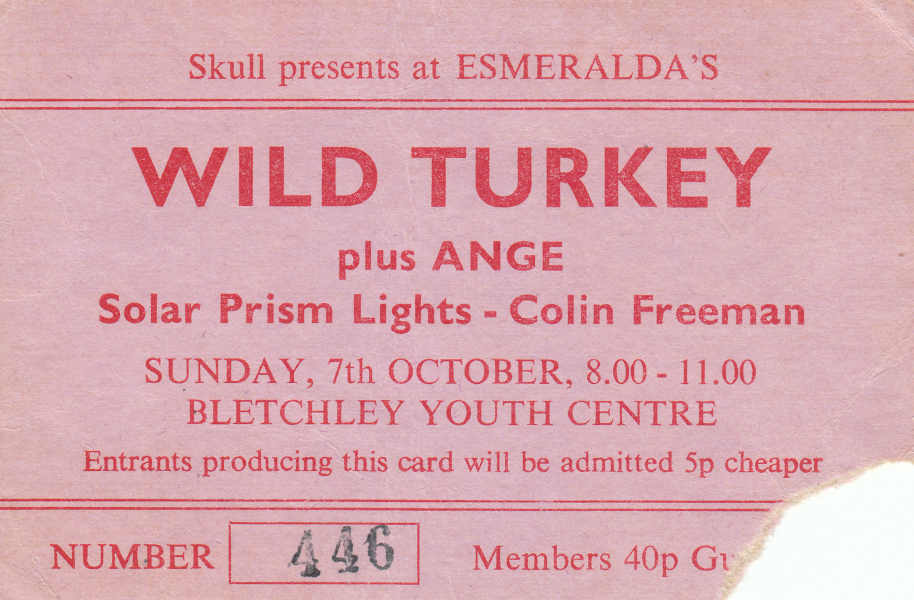 Skull presents at ESMERALDA'S
WILD TURKEY
plus ANGE
Solar Prism Lights - Colin Freeman
SUNDAY, 7th OCTOBER, 8.00 - 11.00
BLETCHLEY YOUTH CENTRE
Entrants producing this card will be admitted 5p cheaper
NUMBER 446 Members 40p